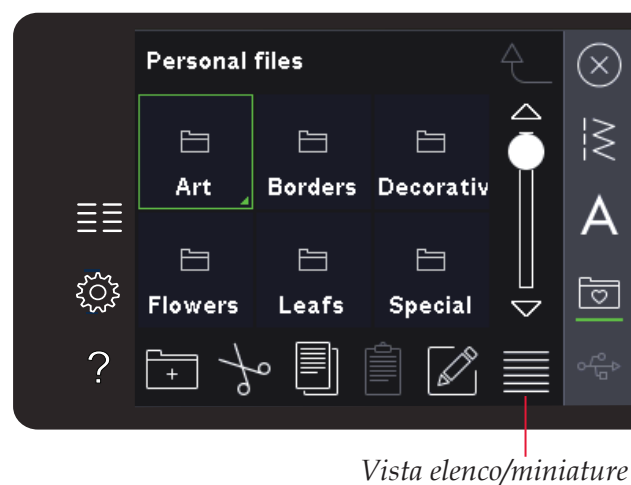 Personal files
Art Borders Decorativ
Flowers Leafs Special
A
?
Vista elenco/miniature